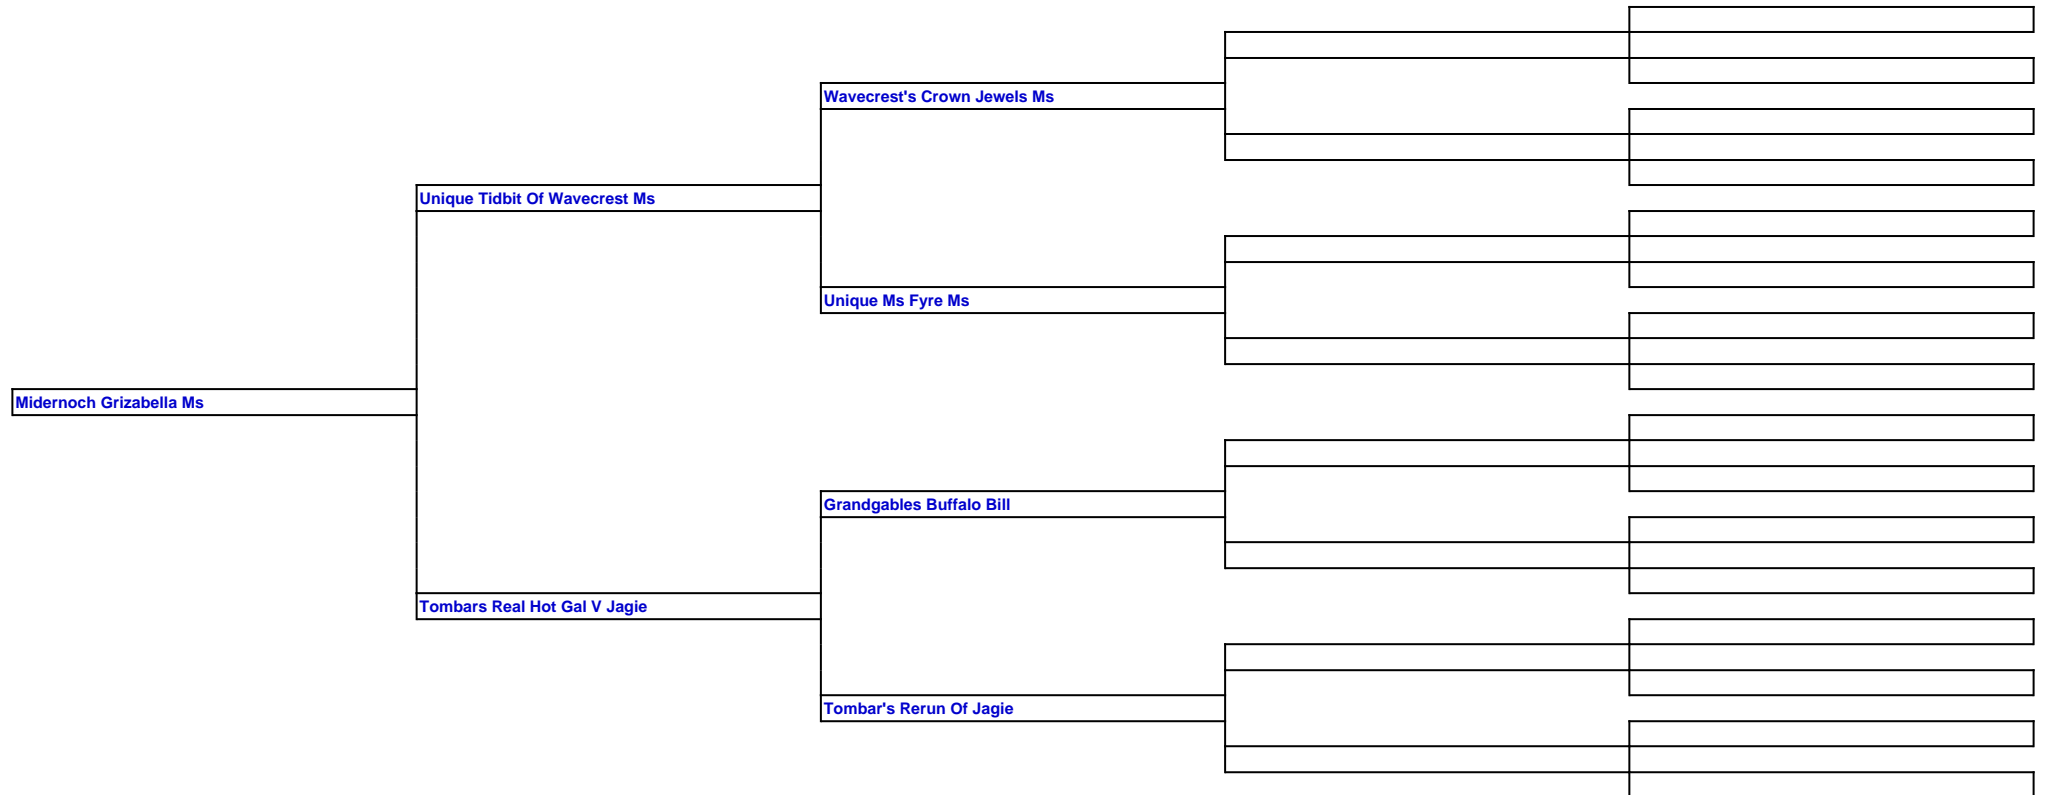 Wavecrest's Crown Jewels Ms
Unique Tidbit Of Wavecrest Ms
Unique Ms Fyre Ms
Midernoch Grizabella Ms
Grandgables Buffalo Bill
Tombars Real Hot Gal V Jagie
Tombar's Rerun Of Jagie